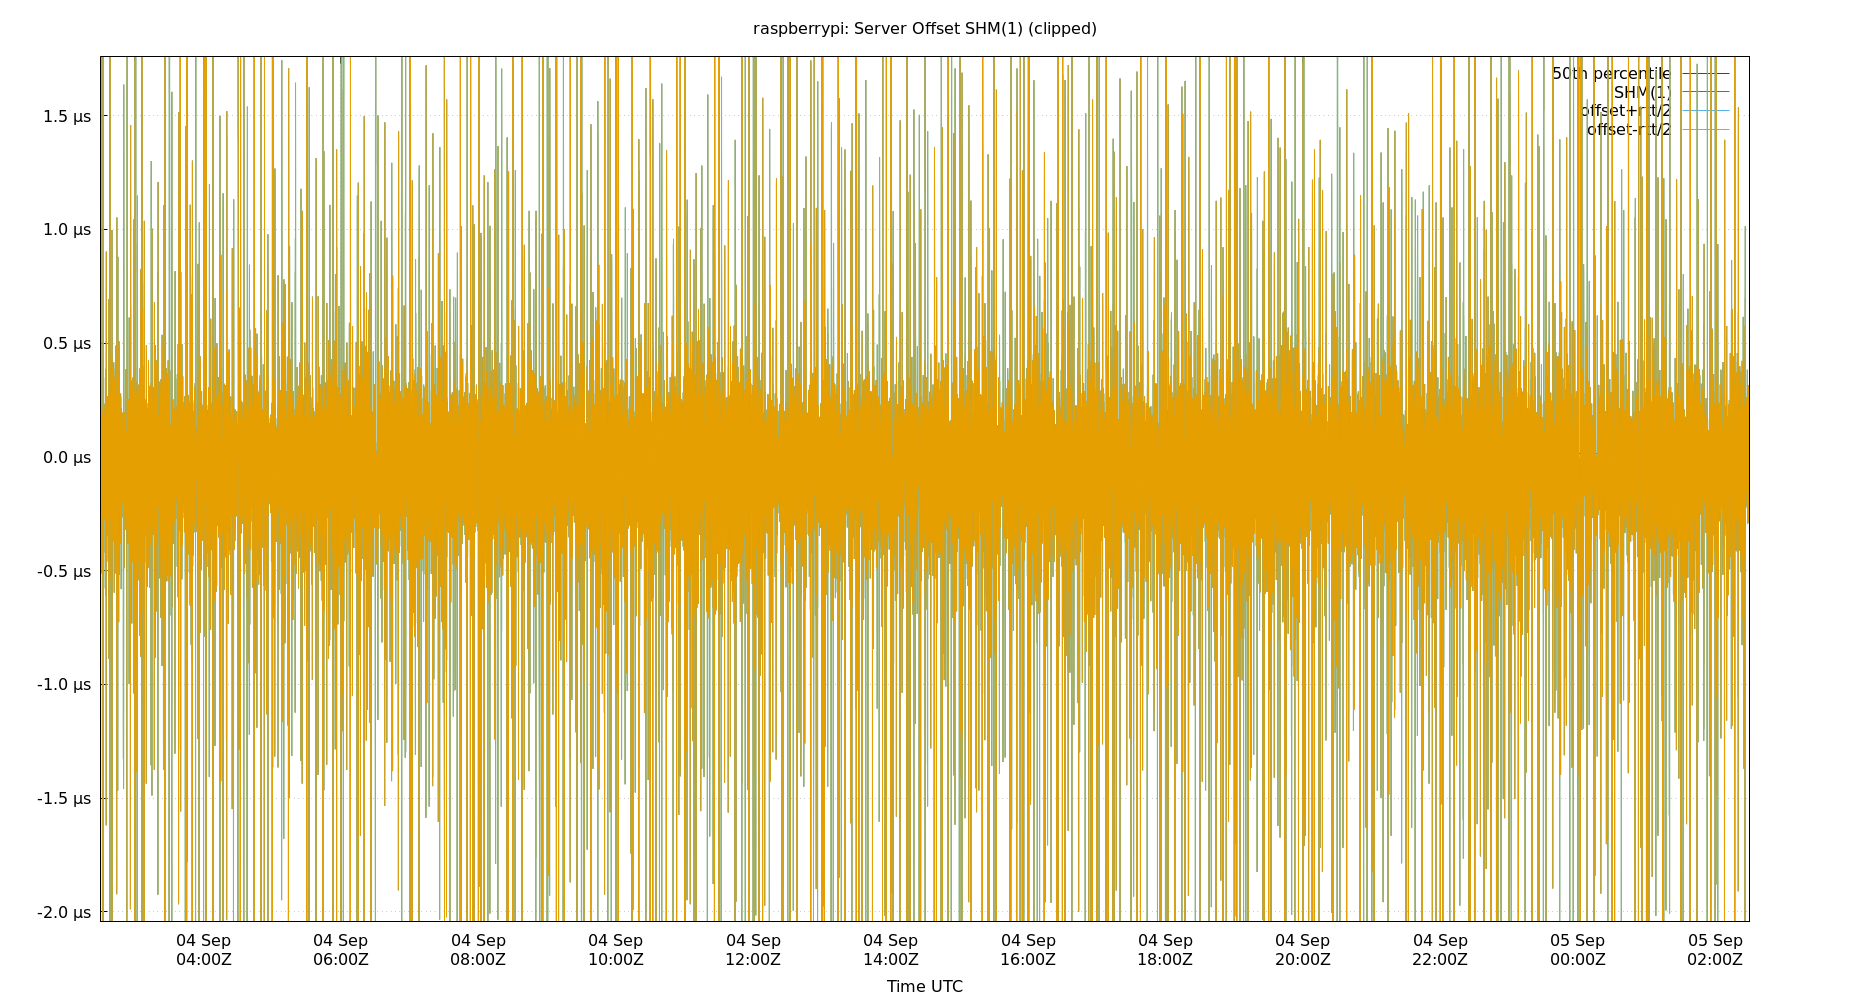 raspberrypi: Server Offset SHM(1) (clipped)
50th percentile
SHM(1)
offset+rtt/2
offset-rtt/2
1.5 µs
1.0 µs
0.5 µs
0.0 µs
-0.5 µs
-1.0 µs
-1.5 µs
-2.0 µs
04 Sep 04 Sep 04 Sep 04 Sep 04 Sep 04 Sep 04 Sep 04 Sep 04 Sep 04 Sep 05 Sep 05 Sep
04:00Z 06:00Z 08:00Z 10:00Z 12:00Z 14:00Z 16:00Z 18:00Z 20:00Z 22:00Z 00:00Z 02:00Z
Time UTC